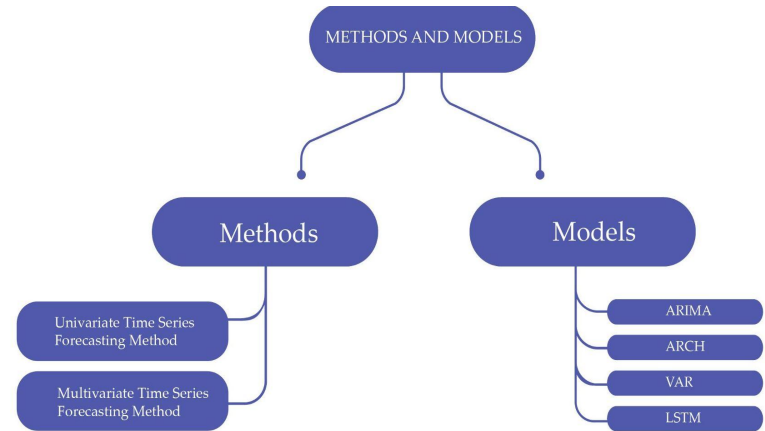 METHODS AND MODELS
Methods
Models
Univariate Time Series
Forecasting Method
Multivariate Time Series
Forecasting Method
ARIMA
ARCH
VAR
LSTM